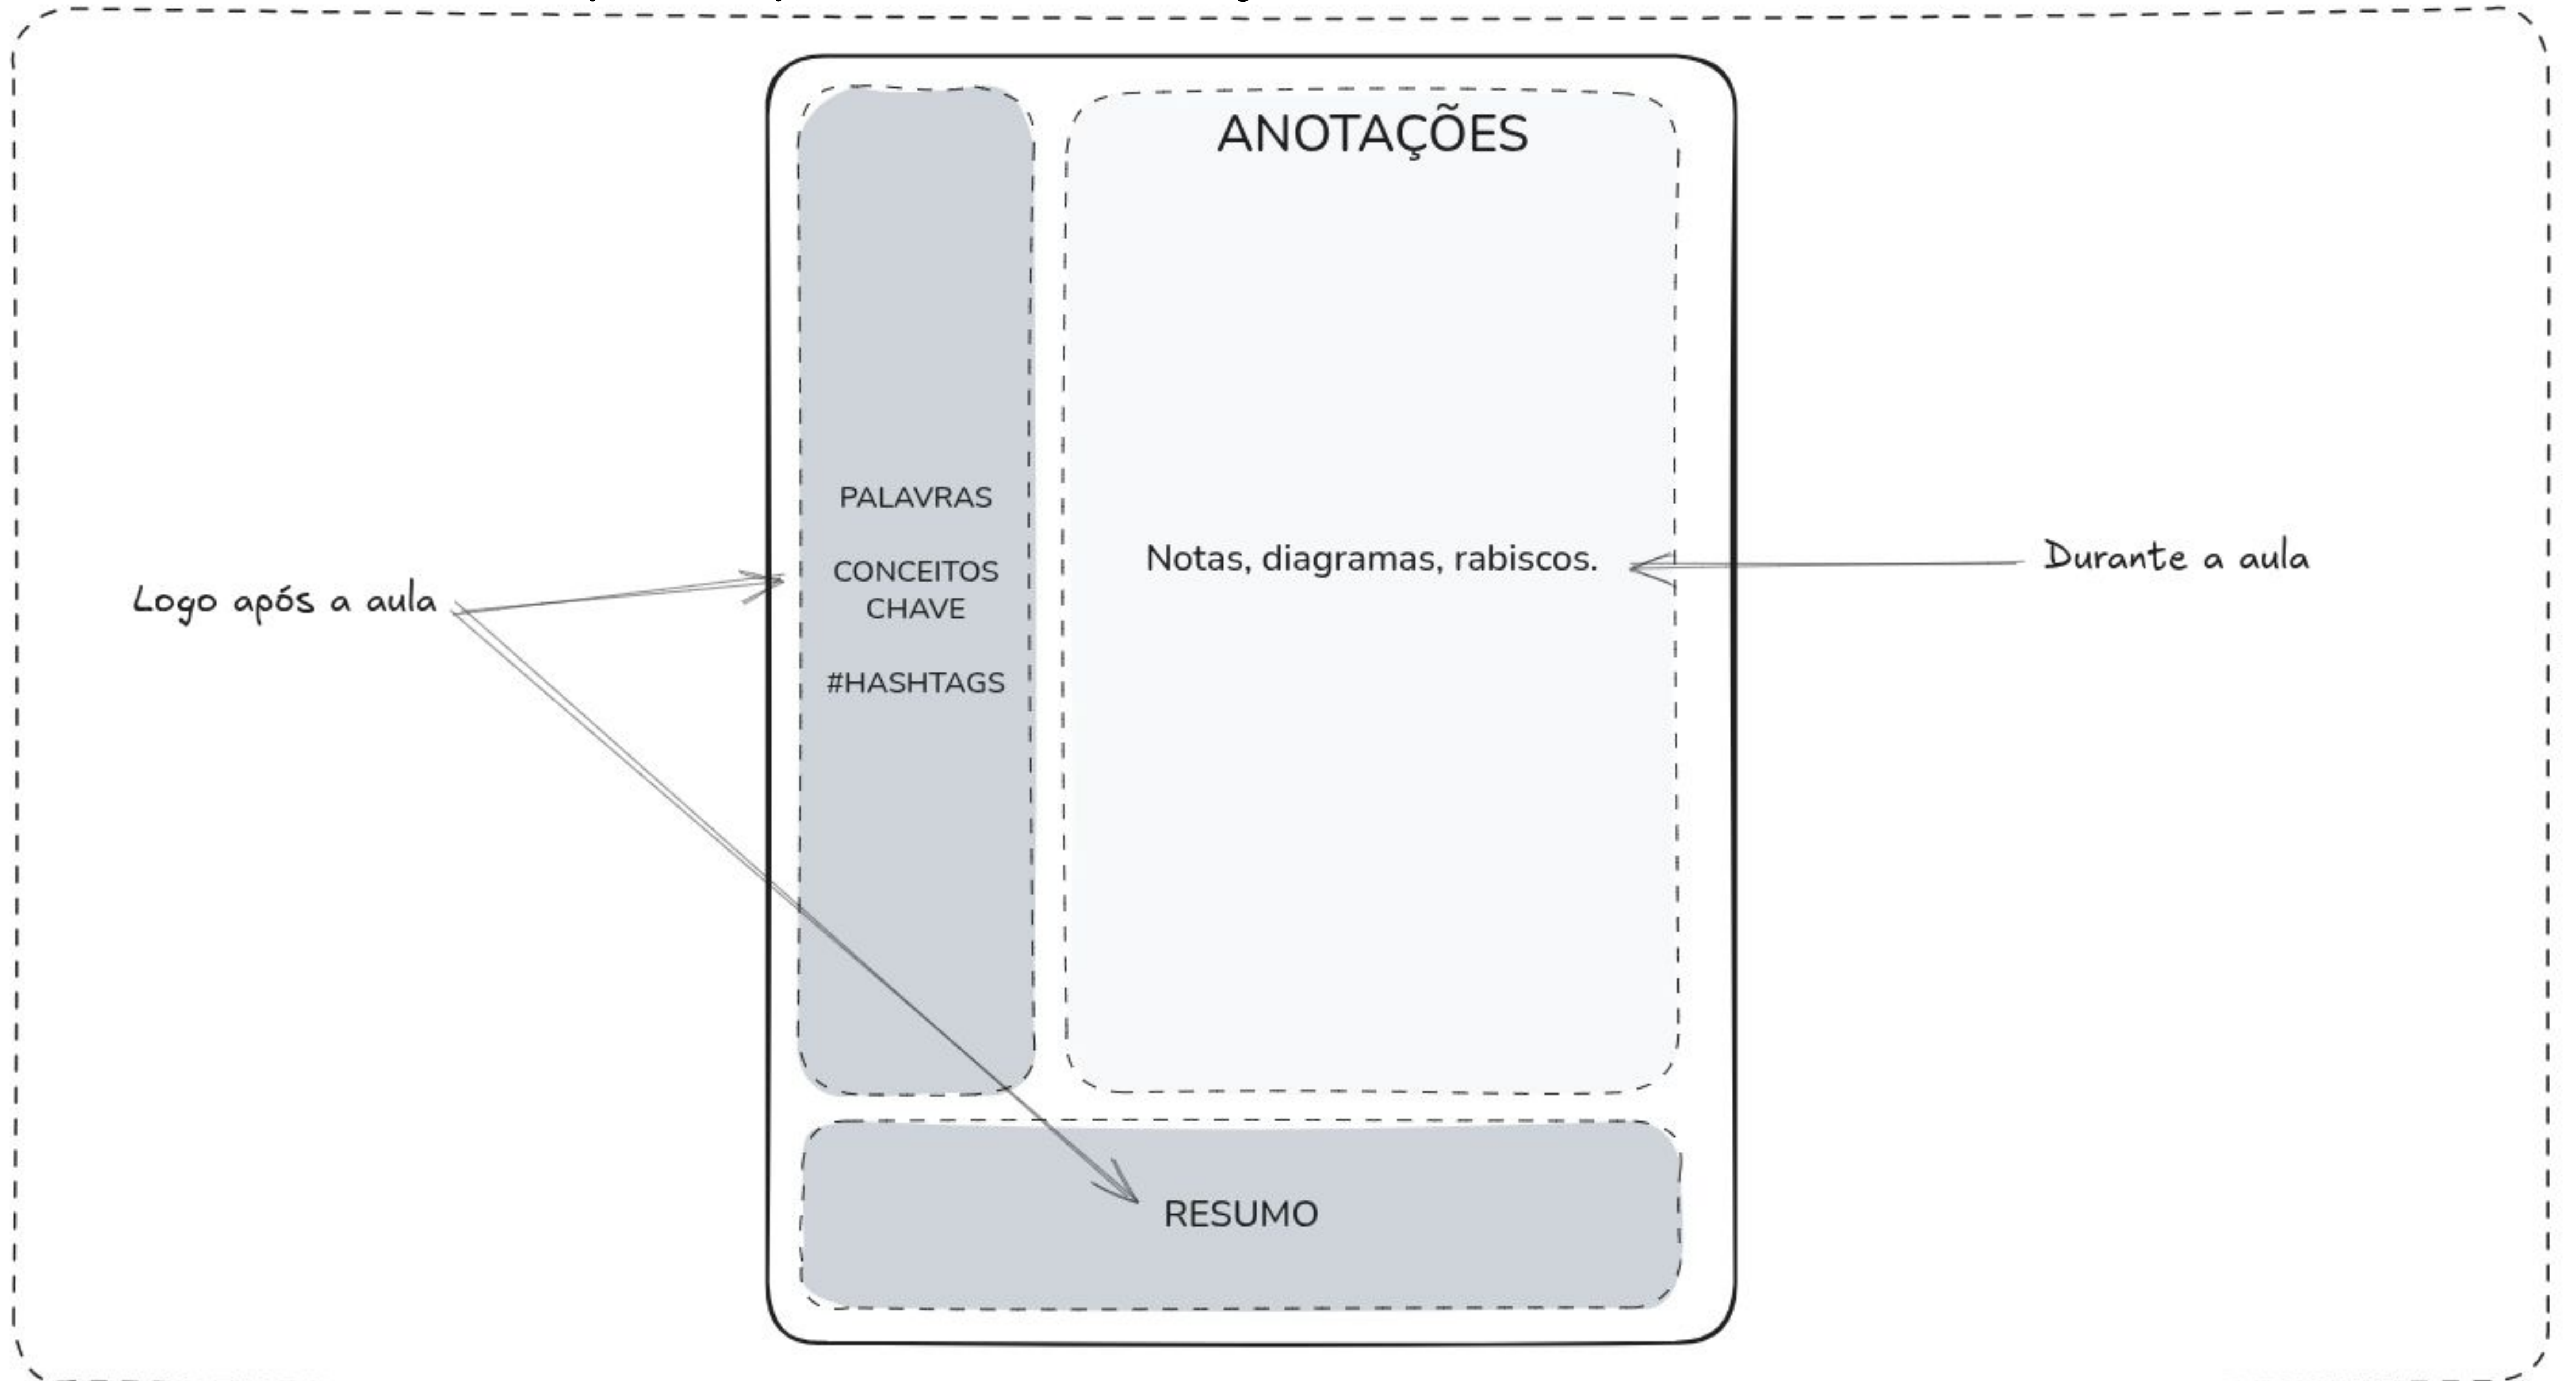 ANOTAÇÕES
PALAVRAS
CONCEITOS
CHAVE
#HASHTAGS
Notas, diagramas, rabiscos.
Durante a aula
Logo após a aula
RESUMO